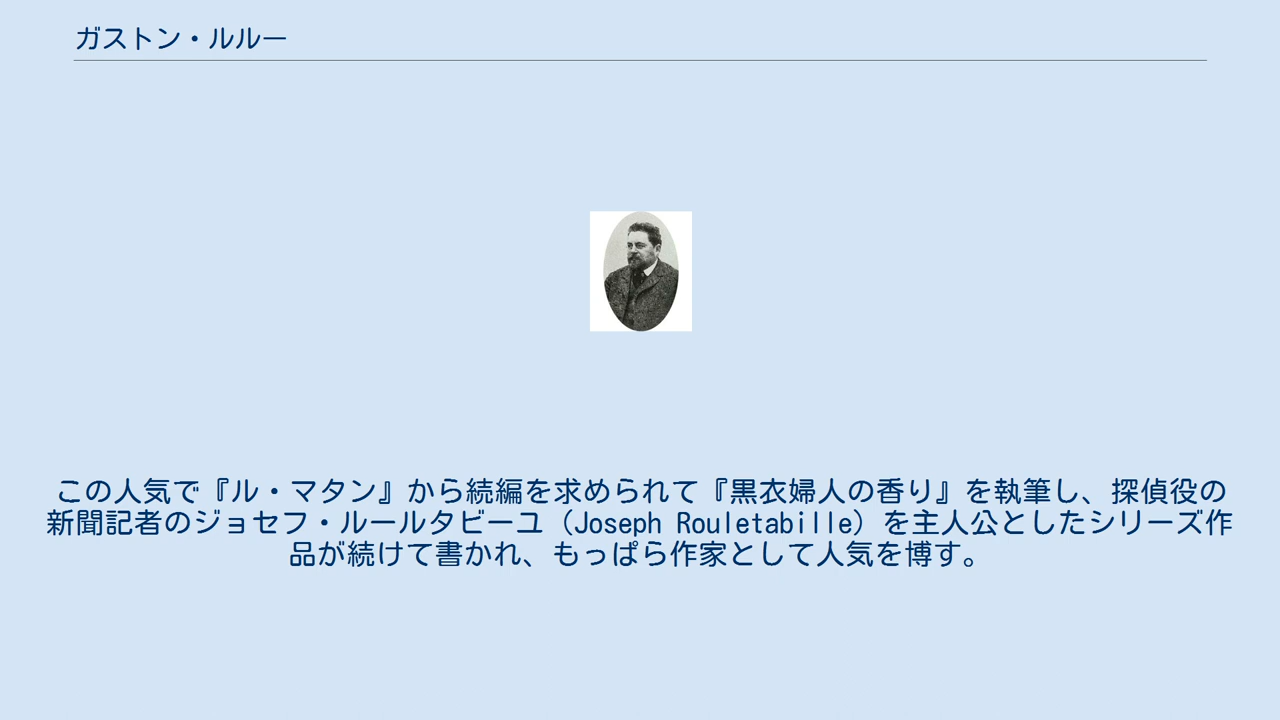 ガストン・ルルー
この人気で『ル・マタン』から続編を求められて『黒衣婦人の香り』を執筆し、探偵役の
新聞記者のジョセフ・ルールタビーユ（Joseph Rouletabille）を主人公としたシリーズ作
品が続けて書かれ、もっぱら作家として人気を博す。